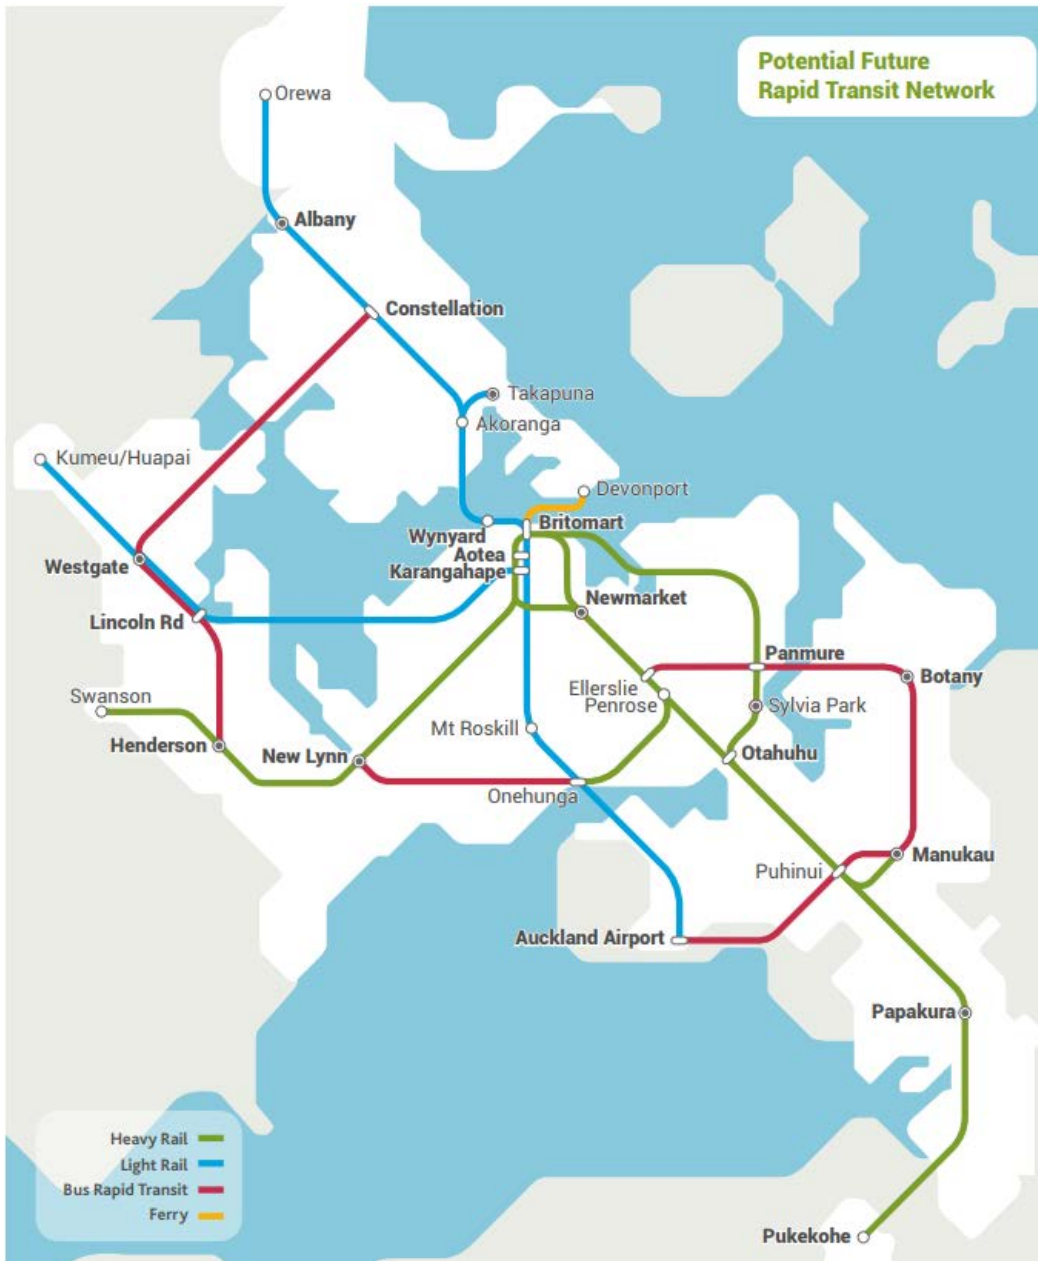 Potential Future
Rapid Transit Network
Orewa
Albany
Constellation
Takapuna
Akoranga
Kumeu/Huapai
Devonport
Britomart
Wynyard
Aotea
Karangahape
Westgate
Newmarket
Lincoln Rd
Panmure
Botany
Ellerslie
Penrose
Sylvia Park
Swanson
Mt Roskill
Henderson
New Lynn
Otahuhu
Onehunga
Manukau
Puhinui
Auckland Airport
Papakura
Heavy Rail
Light Rail
Bus Rapid Transit
Ferry
Pukekohe